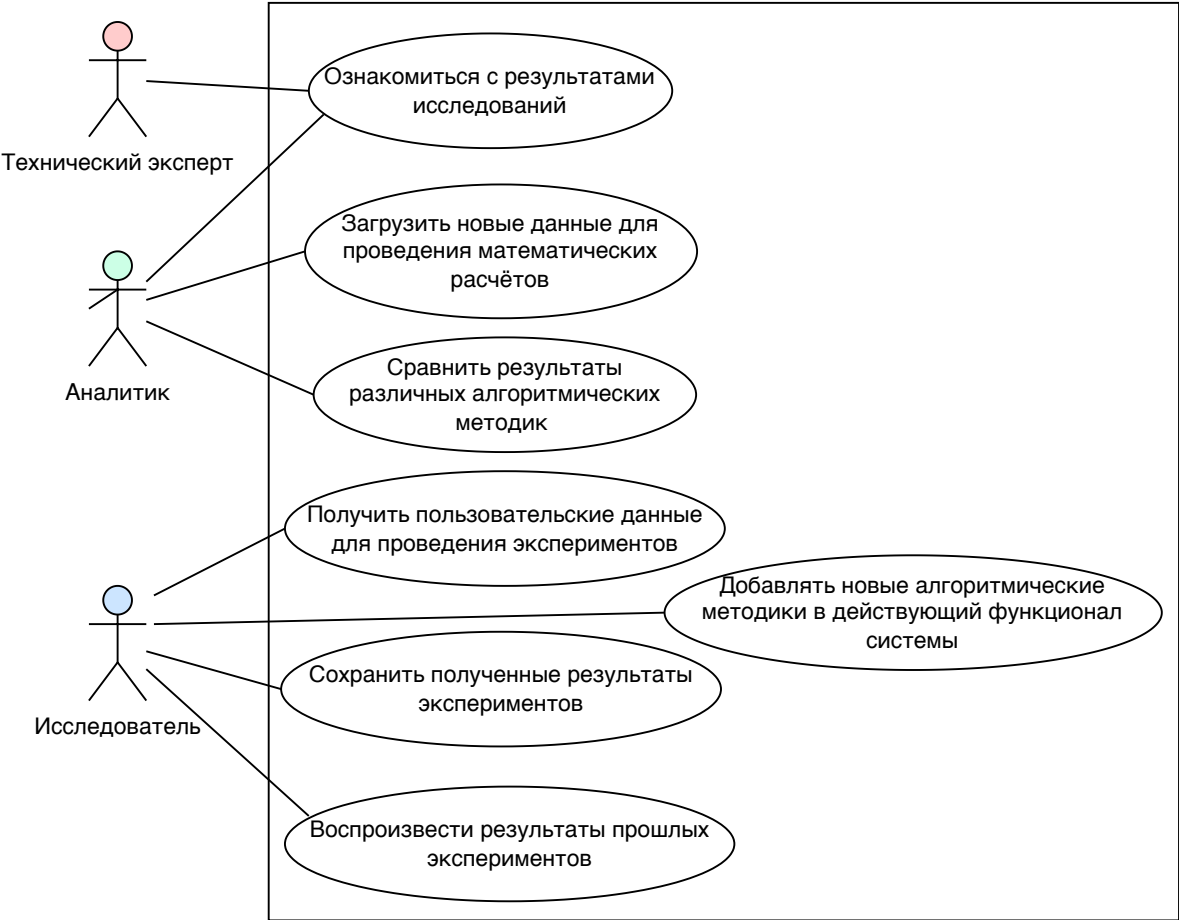 Ознакомиться с результатами
исследований
Технический эксперт
Загрузить новые данные для
проведения математических
расчётов
Сравнить результаты
различных алгоритмических
методик
Аналитик
Получить пользовательские данные
для проведения экспериментов
Добавлять новые алгоритмические
методики в действующий функционал
системы
Сохранить полученные результаты
экспериментов
Исследователь
Воспроизвести результаты прошлых
экспериментов